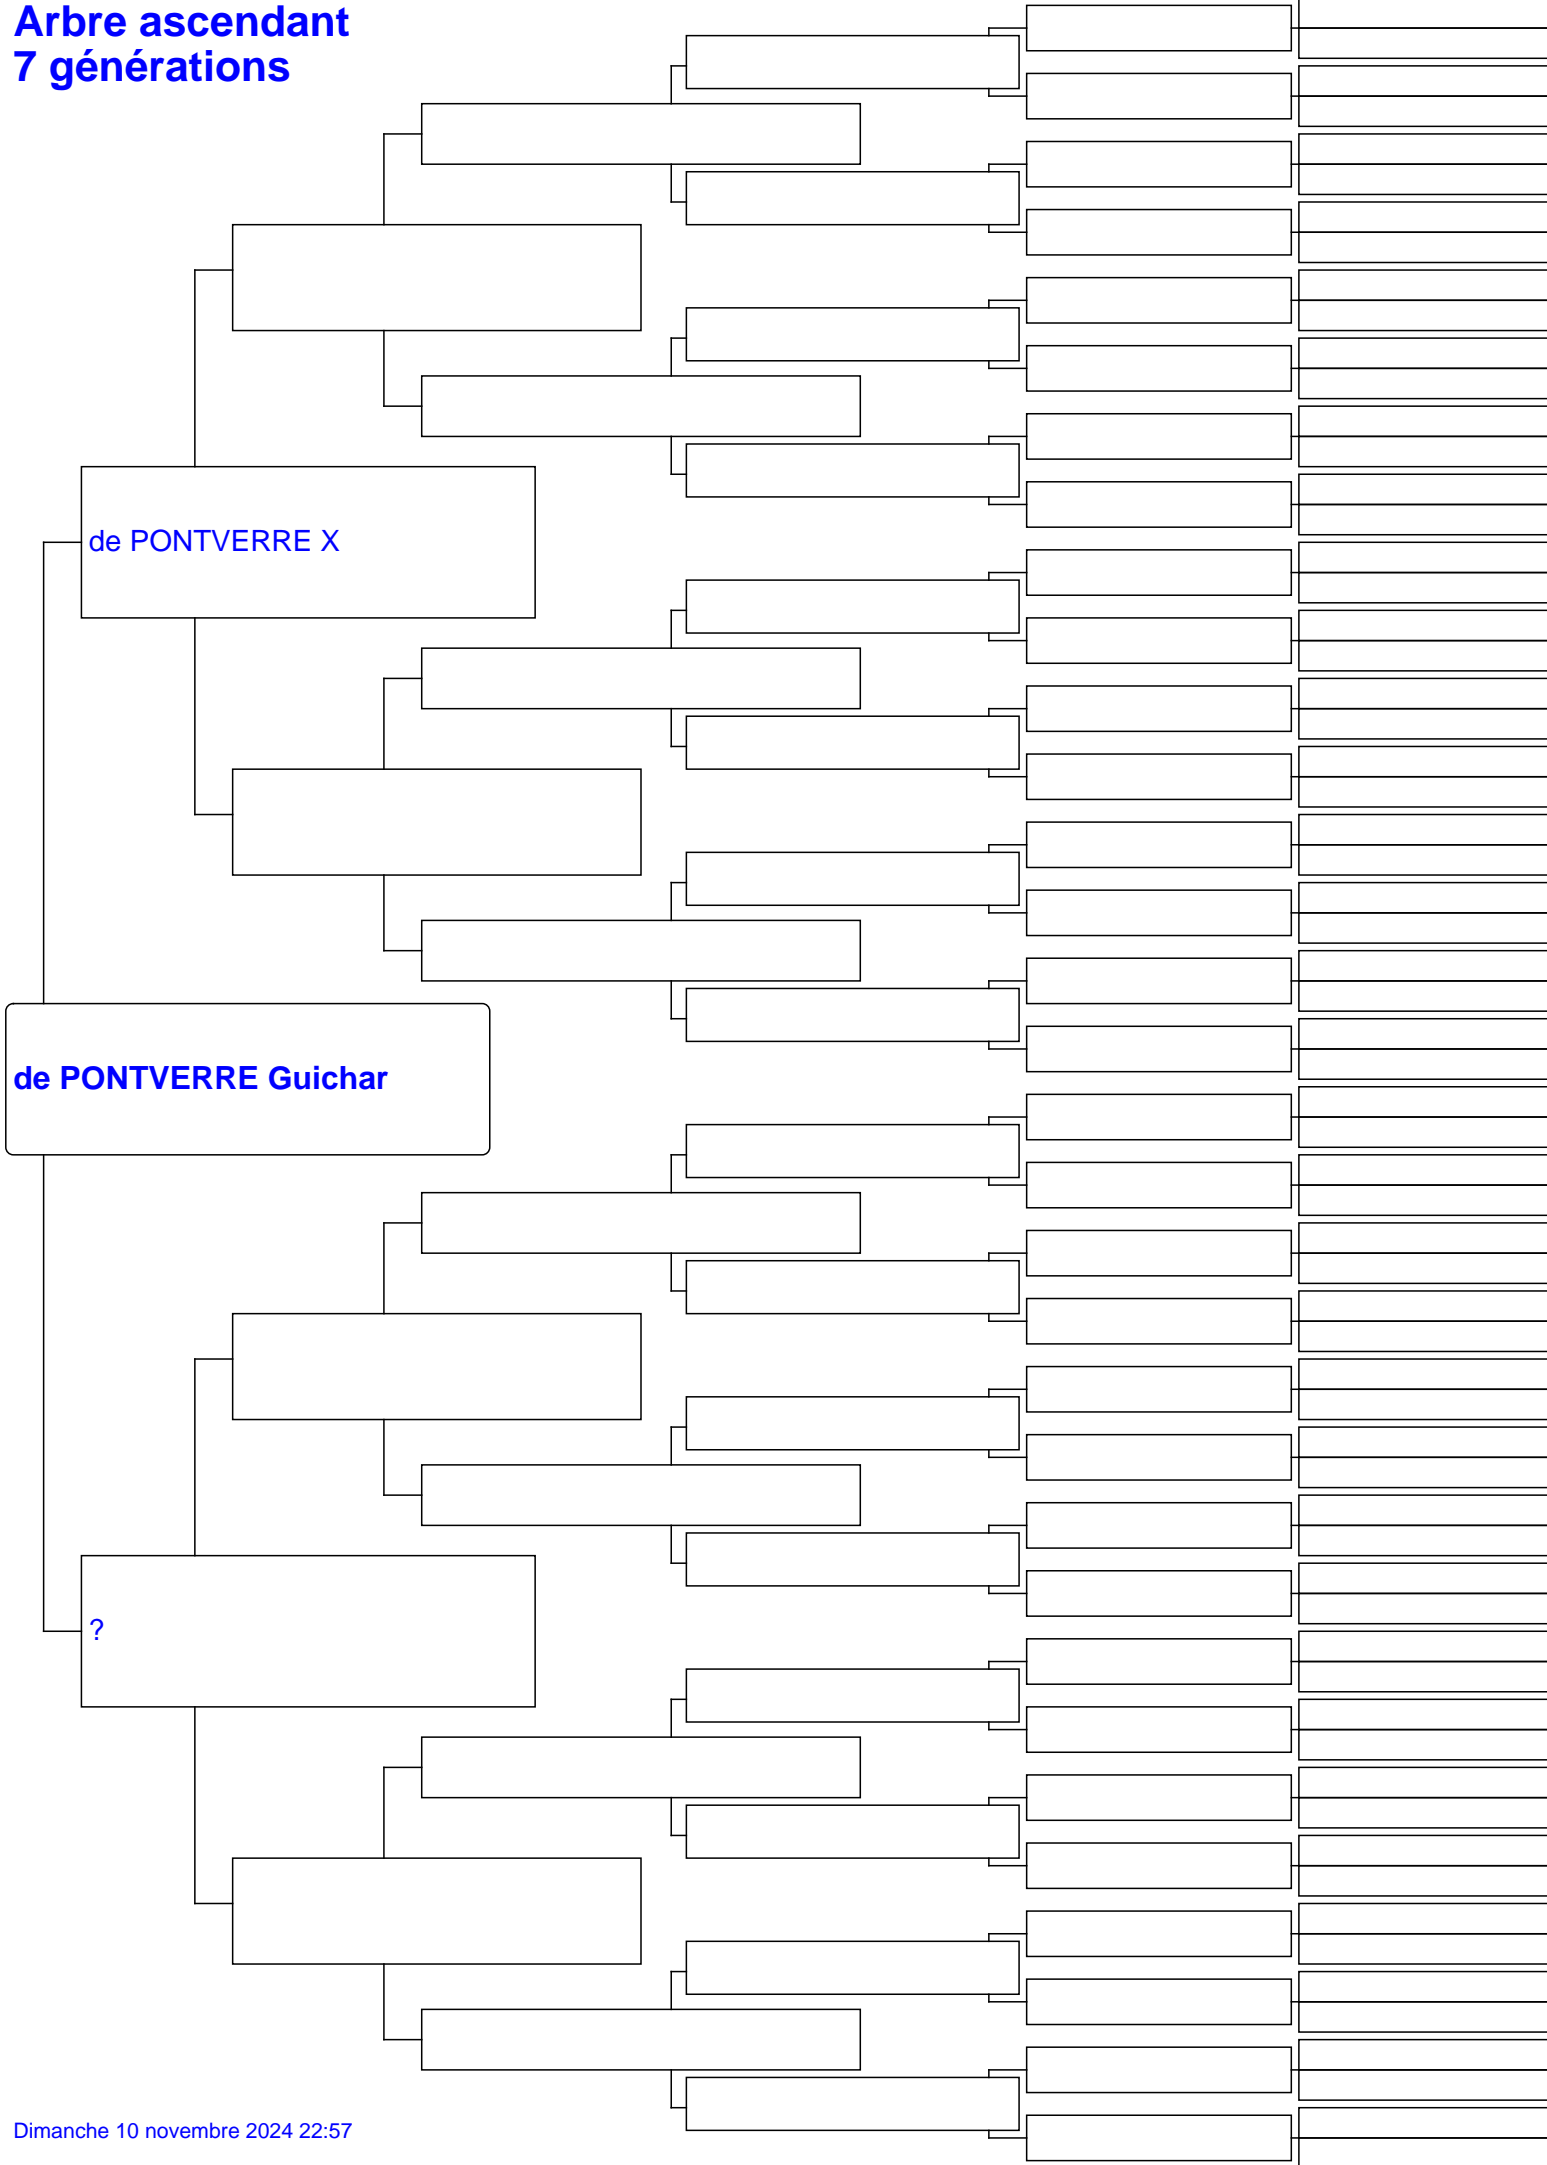 Arbre ascendant
7 générations
de PONTVERRE X
de PONTVERRE Guichar
?
Dimanche 10 novembre 2024 22:57